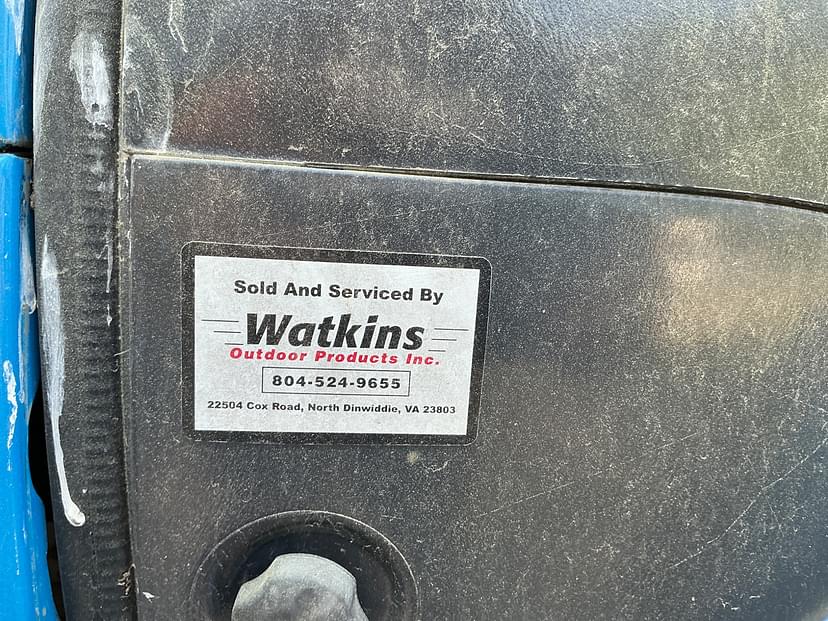 Sold And Serviced By
Watkins
Outdoor Products Inc.
804-524-9655
22504 Cox Road, North Dinwiddie, VA 23803